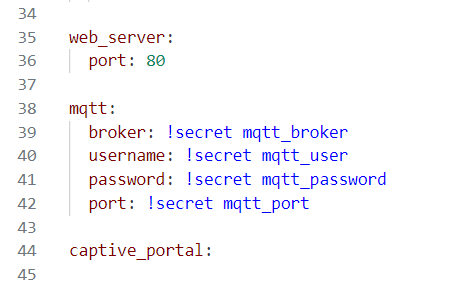 34
35 web_server:
36   port: 80
37
38 mqtt:
39   broker: !secret mqtt_broker
40   username: !secret mqtt_user
41   password: !secret mqtt_password
42   port: !secret mqtt_port
43
44 captive_portal:
45